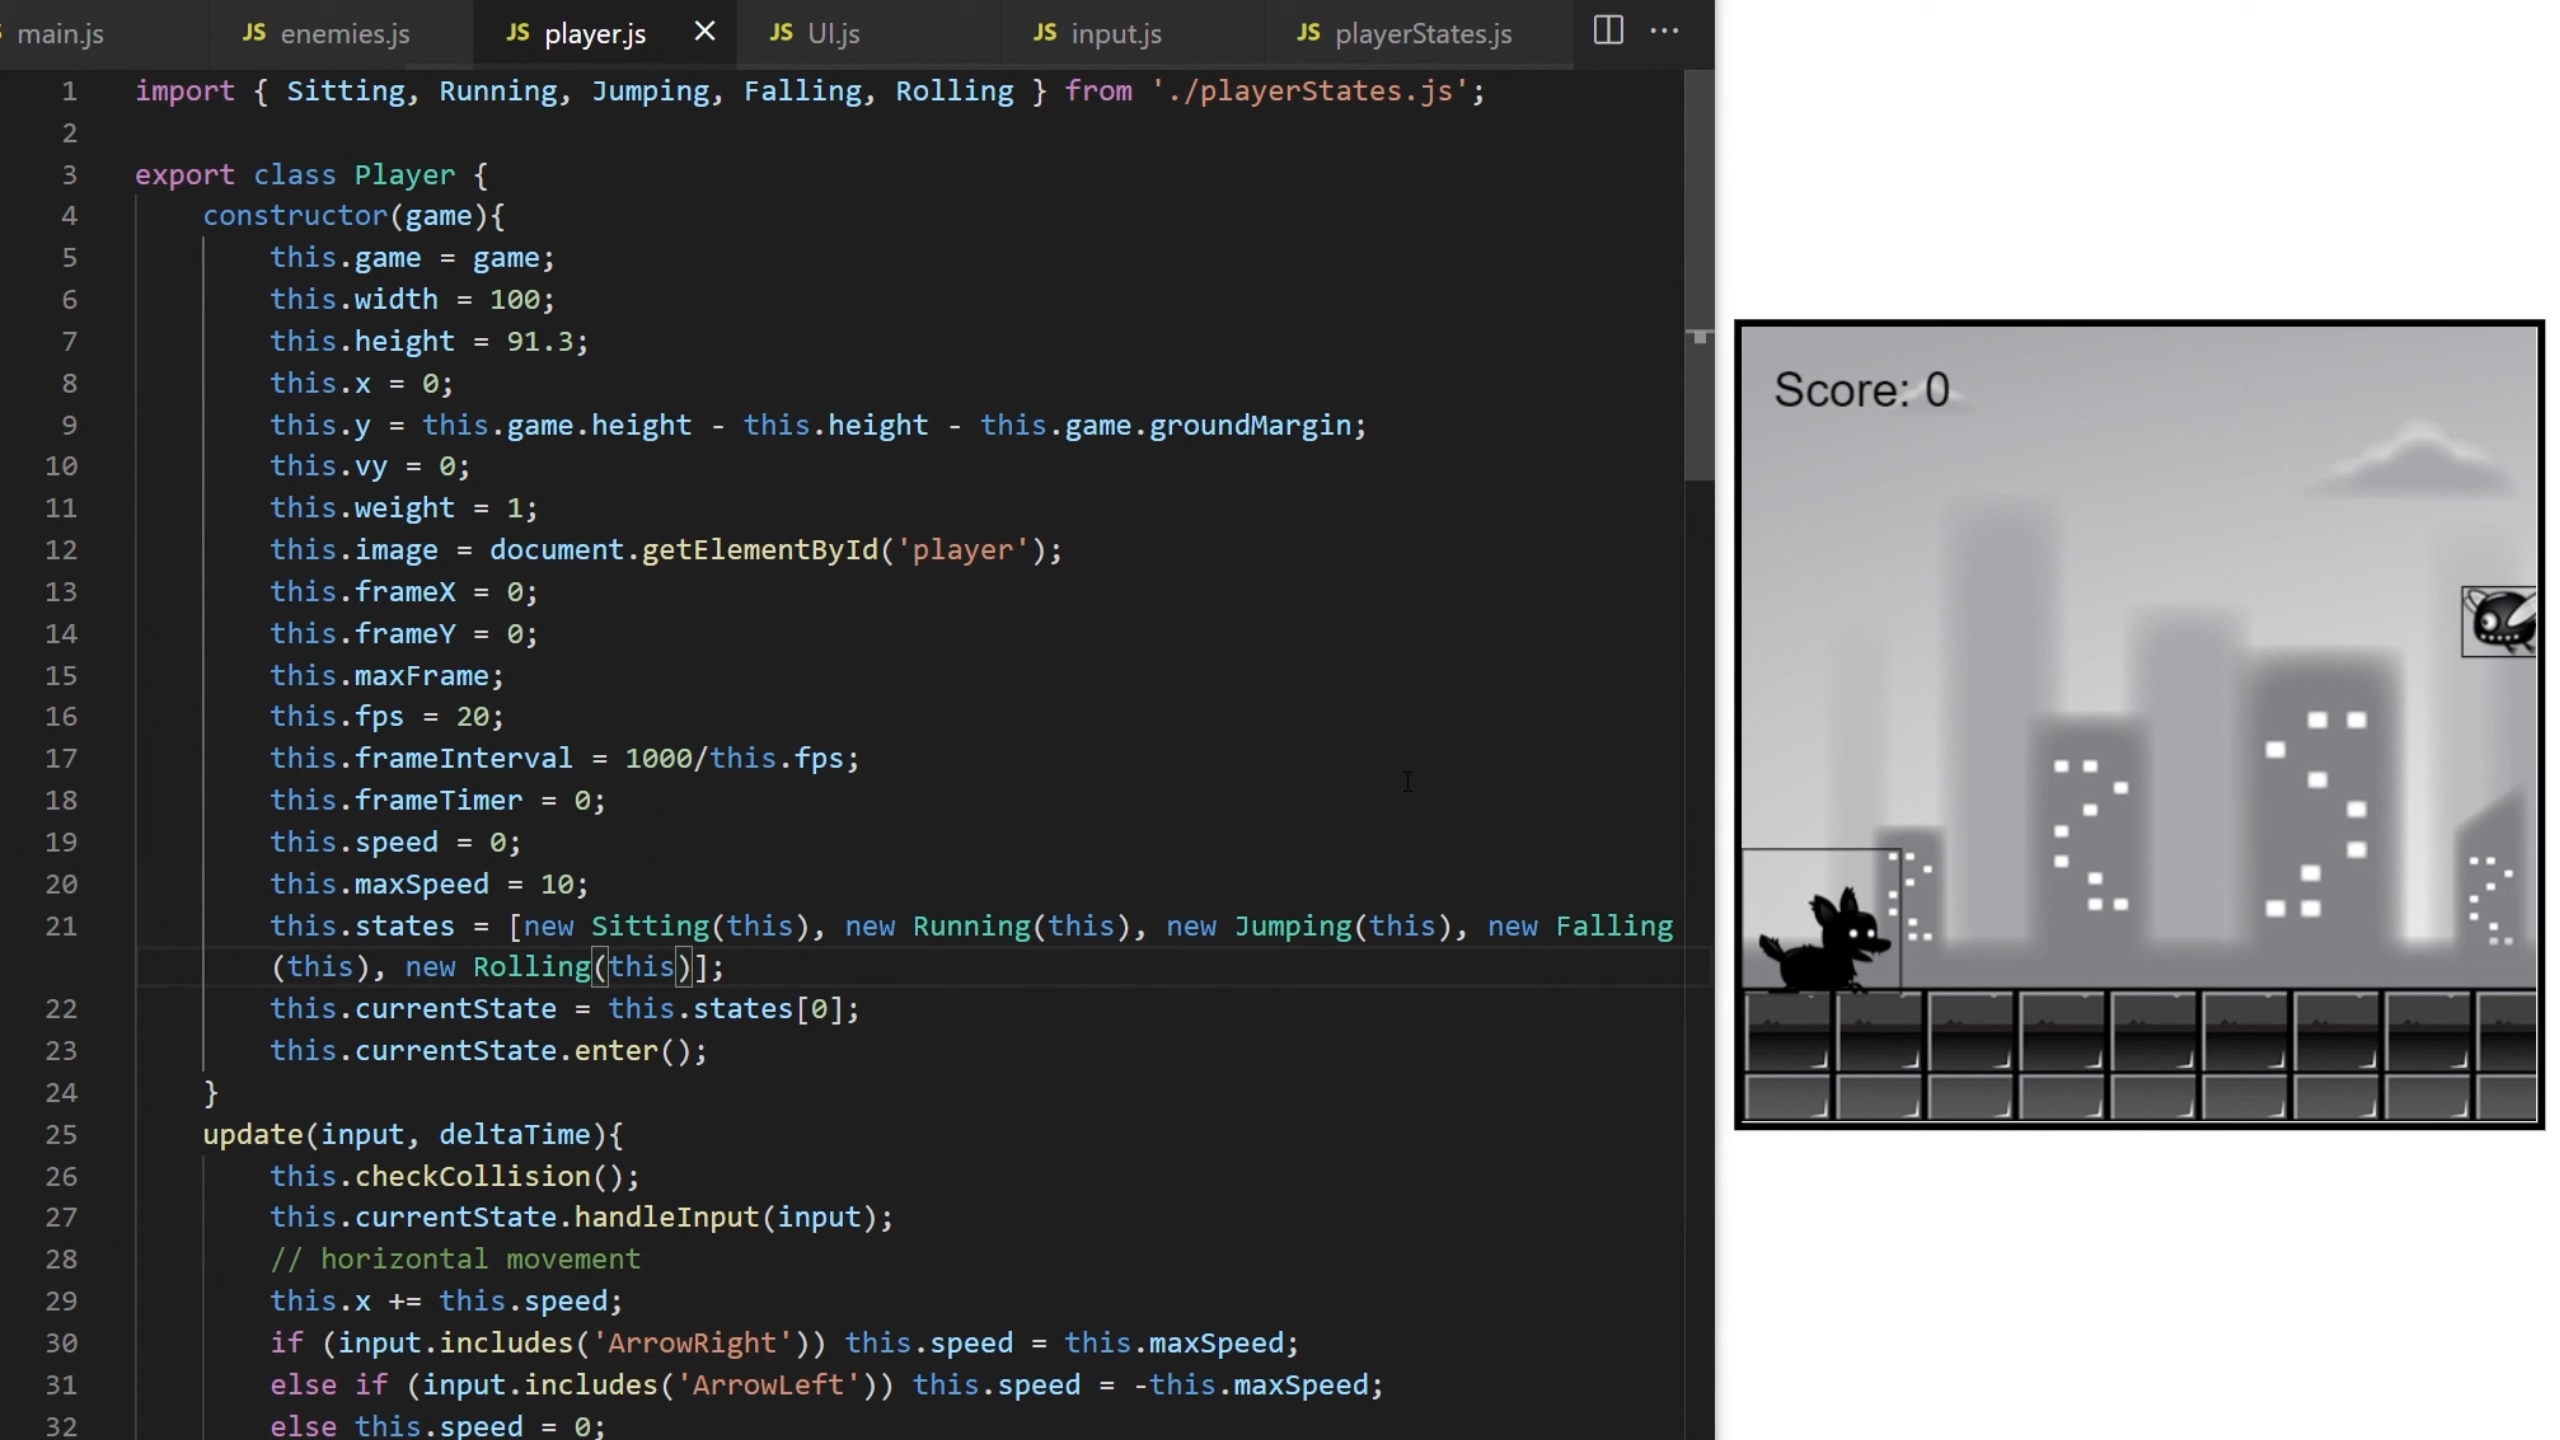 main.js JS enemies.js JS player.js JS UI.js JS input.js JS playerStates.js
1 import { Sitting, Running, Jumping, Falling, Rolling } from './playerStates.js';
2
3 export class Player {
4 constructor(game){
5 this.game = game;
6 this.width = 100;
7 this.height = 91.3;
8 this.x = 0;
9 this.y = this.game.height - this.height - this.game.groundMargin;
10 this.vy = 0;
11 this.weight = 1;
12 this.image = document.getElementById('player');
13 this.frameX = 0;
14 this.frameY = 0;
15 this.maxFrame;
16 this.fps = 20;
17 this.frameInterval = 1000/this.fps;
18 this.frameTimer = 0;
19 this.speed = 0;
20 this.maxSpeed = 10;
21 this.states = [new Sitting(this), new Running(this), new Jumping(this), new Falling
(this), new Rolling(this)];
22 this.currentState = this.states[0];
23 this.currentState.enter();
24 }
25 update(input, deltaTime){
26 this.checkCollision();
27 this.currentState.handleInput(input);
28 // horizontal movement
29 this.x += this.speed;
30 if (input.includes('ArrowRight')) this.speed = this.maxSpeed;
31 else if (input.includes('ArrowLeft')) this.speed = -this.maxSpeed;
32 else this.speed = 0;
Score: 0